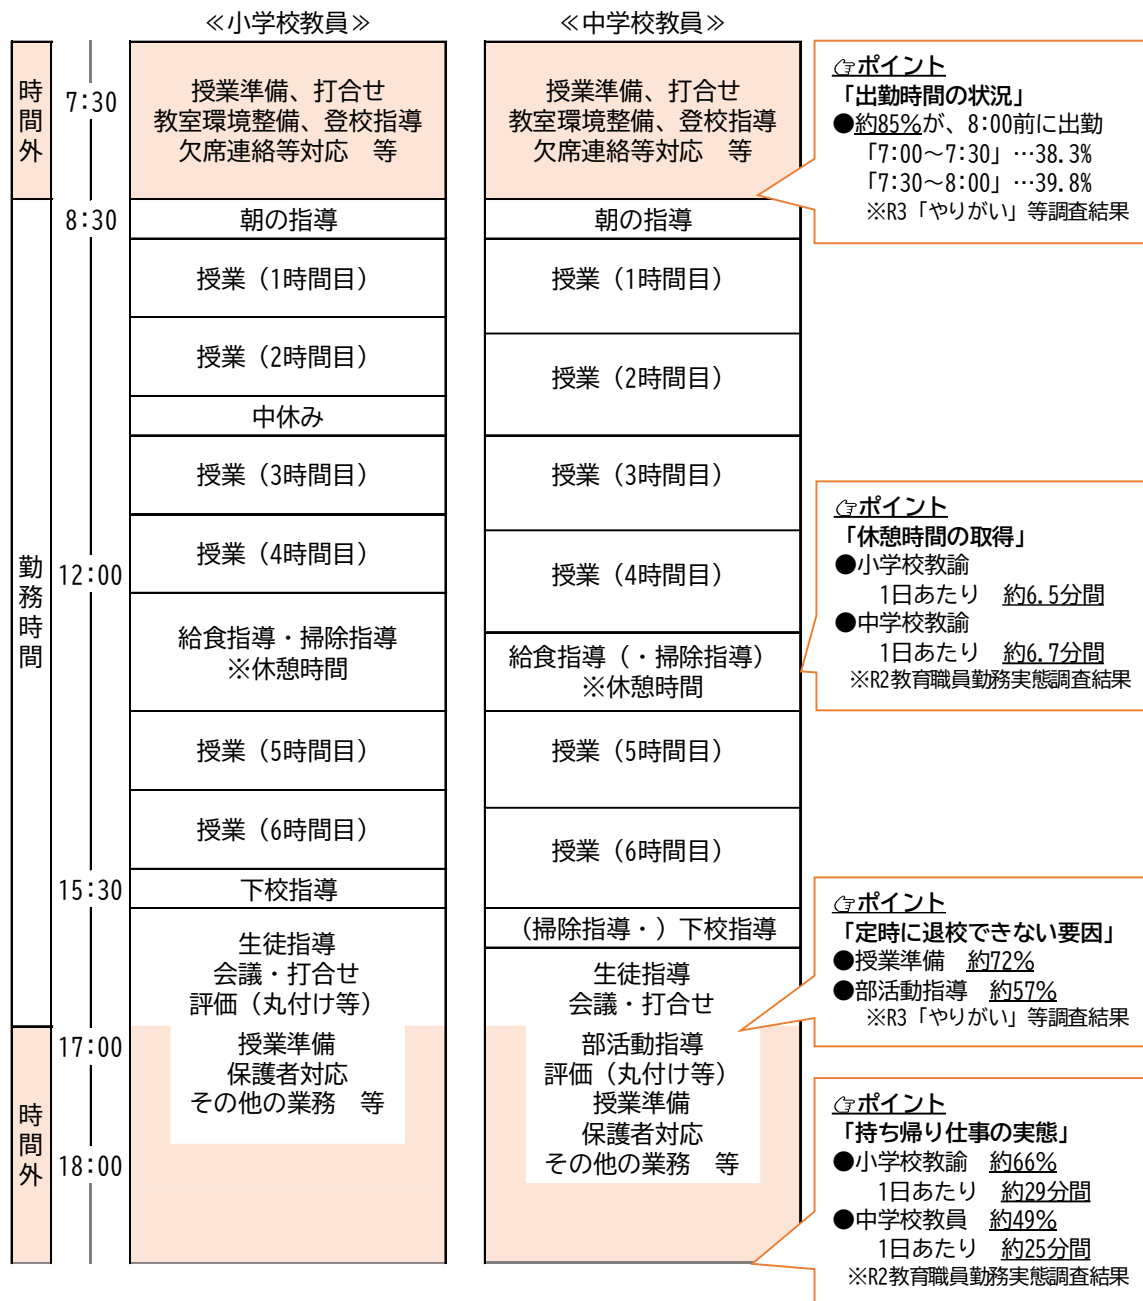 ≪小学校教員≫
≪中学校教員≫
時間外
7:30
8:30
勤務時間
12:00
15:30
17:00
時間外
18:00
授業準備、打合せ
教室環境整備、登校指導
欠席連絡等対応　等
朝の指導
授業（1時間目）
授業（2時間目）
中休み
授業（3時間目）
授業（4時間目）
給食指導・掃除指導
※休憩時間
授業（5時間目）
授業（6時間目）
下校指導
生徒指導
会議・打合せ
評価（丸付け等）
授業準備
保護者対応
その他の業務　等
授業準備、打合せ
教室環境整備、登校指導
欠席連絡等対応　等
朝の指導
授業（1時間目）
授業（2時間目）
授業（3時間目）
授業（4時間目）
給食指導（・掃除指導）
※休憩時間
授業（5時間目）
授業（6時間目）
（掃除指導・）下校指導
生徒指導
会議・打合せ
部活動指導
評価（丸付け等）
授業準備
保護者対応
その他の業務　等
☞ポイント
「出勤時間の状況」
●約85%が、8:00前に出勤
「7:00～7:30」…38.3%
「7:30～8:00」…39.8%
※R3「やりがい」等調査結果
☞ポイント
「休憩時間の取得」
●小学校教諭
1日あたり　約6.5分間
●中学校教諭
1日あたり　約6.7分間
※R2教育職員勤務実態調査結果
☞ポイント
「定時に退校できない要因」
●授業準備　約72%
●部活動指導　約57%
※R3「やりがい」等調査結果
☞ポイント
「持ち帰り仕事の実態」
●小学校教諭　約66%
1日あたり　約29分間
●中学校教員　約49%
1日あたり　約25分間
※R2教育職員勤務実態調査結果